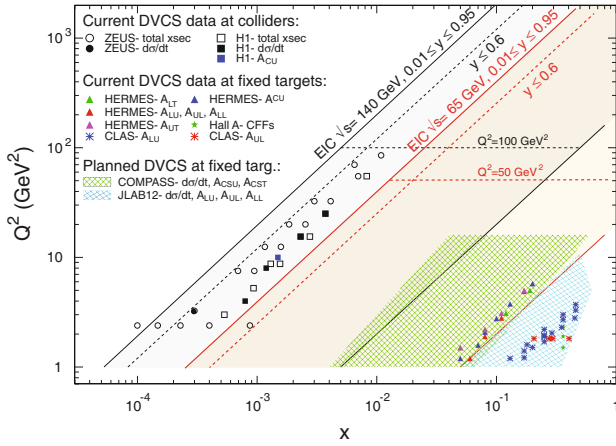 Current DVCS data at colliders:
ZEUS- total xsec
H1- total xsec
ZEUS- dσ/dt
H1- dσ/dt
H1- A_CU
Current DVCS data at fixed targets:
HERMES- A_LT
HERMES- A_CU
HERMES- A_LU, A_UL, A_LL
HERMES- A_UT
Hall A- CFFs
CLAS- A_LU
CLAS- A_UL
Planned DVCS at fixed targ.:
COMPASS- dσ/dt, A_CSU, A_CST
JLAB12- dσ/dt, A_LU, A_UL, A_LL
EIC √s= 140 GeV, 0.01≤ y ≤ 0.95
y ≤ 0.6
EIC √s= 65 GeV, 0.01≤ y ≤ 0.95
y ≤ 0.6
Q²=100 GeV²
Q²=50 GeV²
Q² (GeV²)
10³
10²
10
1
10⁻⁴
10⁻³
10⁻²
10⁻¹
1
x